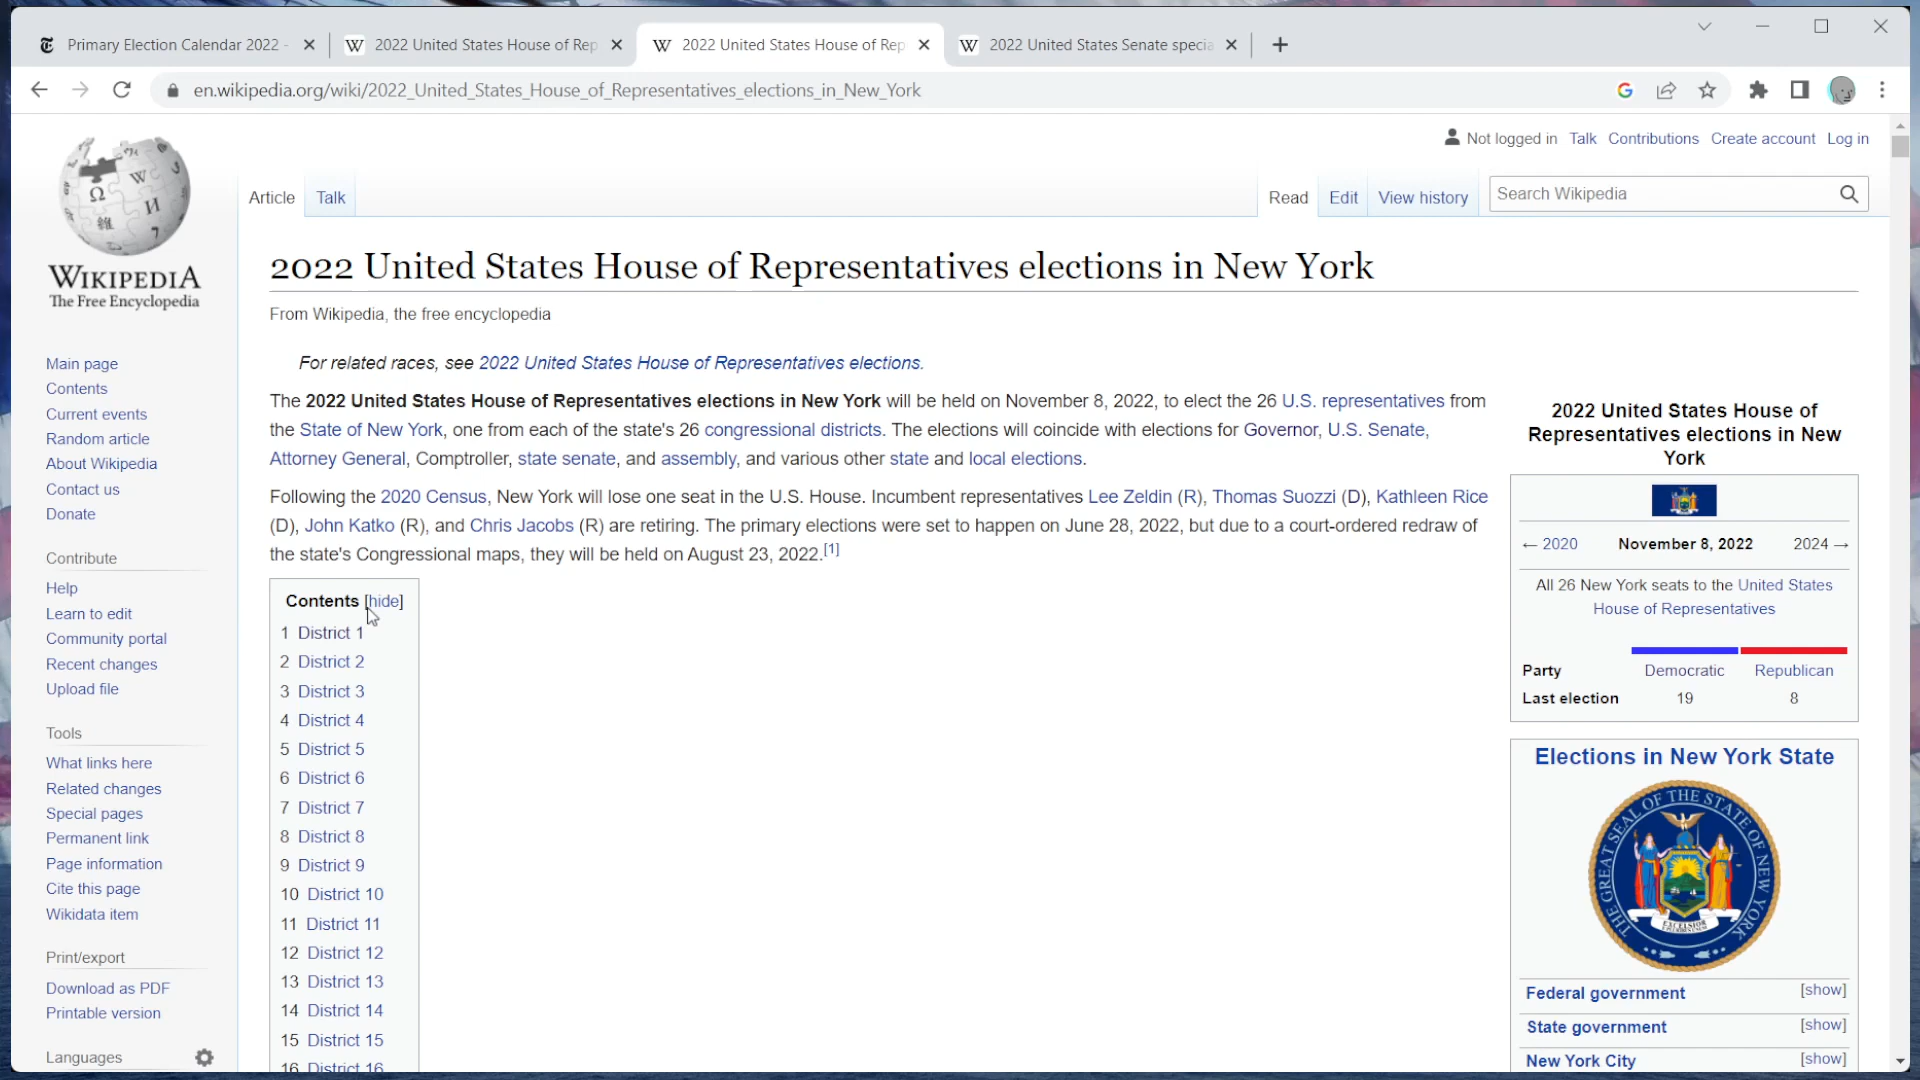 Primary Election Calendar 2022 -
2022 United States House of Rep
2022 United States House of Rep
2022 United States Senate specia
en.wikipedia.org/wiki/2022_United_States_House_of_Representatives_elections_in_New_York
Not logged in Talk Contributions Create account Log in
Article Talk
Read Edit View history
Search Wikipedia
WIKIPEDIA
The Free Encyclopedia
Main page
Contents
Current events
Random article
About Wikipedia
Contact us
Donate
Contribute
Help
Learn to edit
Community portal
Recent changes
Upload file
Tools
What links here
Related changes
Special pages
Permanent link
Page information
Cite this page
Wikidata item
Print/export
Download as PDF
Printable version
Languages
2022 United States House of Representatives elections in New York
From Wikipedia, the free encyclopedia
For related races, see 2022 United States House of Representatives elections.
The 2022 United States House of Representatives elections in New York will be held on November 8, 2022, to elect the 26 U.S. representatives from
the State of New York, one from each of the state's 26 congressional districts. The elections will coincide with elections for Governor, U.S. Senate,
Attorney General, Comptroller, state senate, and assembly, and various other state and local elections.
Following the 2020 Census, New York will lose one seat in the U.S. House. Incumbent representatives Lee Zeldin (R), Thomas Suozzi (D), Kathleen Rice
(D), John Katko (R), and Chris Jacobs (R) are retiring. The primary elections were set to happen on June 28, 2022, but due to a court-ordered redraw of
the state's Congressional maps, they will be held on August 23, 2022.[1]
Contents [hide]
1 District 1
2 District 2
3 District 3
4 District 4
5 District 5
6 District 6
7 District 7
8 District 8
9 District 9
10 District 10
11 District 11
12 District 12
13 District 13
14 District 14
15 District 15
16 District 16
2022 United States House of
Representatives elections in New
York
← 2020 November 8, 2022 2024 →
All 26 New York seats to the United States
House of Representatives
Party Democratic Republican
Last election 19 8
Elections in New York State
THE GREAT SEAL OF THE STATE OF NEW YORK
EXCELSIOR
Federal government [show]
State government [show]
New York City [show]